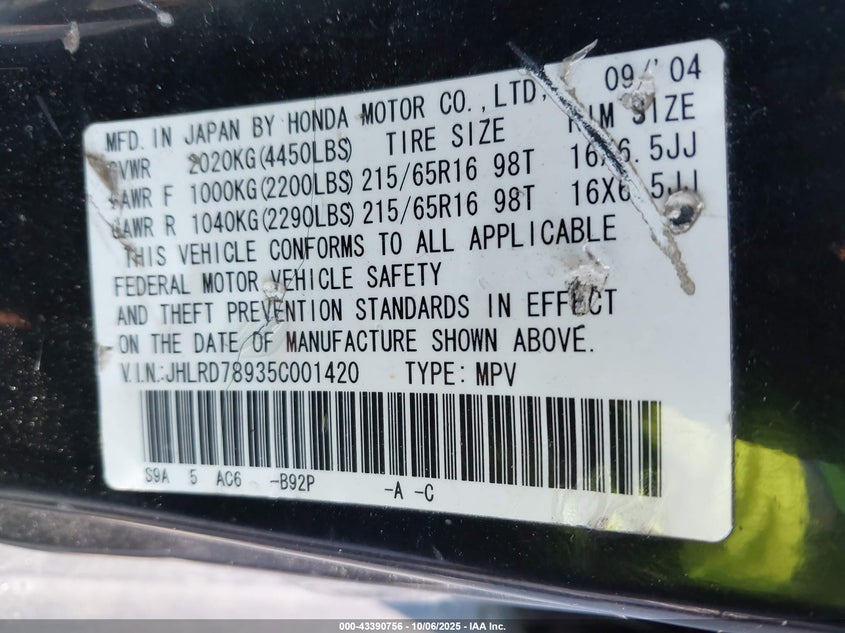 09/'04
MFD. IN JAPAN BY HONDA MOTOR CO.,LTD.
GVWR 2020KG(4450LBS) TIRE SIZE RIM SIZE
GAWR F 1000KG(2200LBS) 215/65R16 98T 16X6.5JJ
GAWR R 1040KG(2290LBS) 215/65R16 98T 16X6.5JJ
THIS VEHICLE CONFORMS TO ALL APPLICABLE
FEDERAL MOTOR VEHICLE SAFETY
AND THEFT PREVENTION STANDARDS IN EFFECT
ON THE DATE OF MANUFACTURE SHOWN ABOVE.
V.I.N.:JHLRD78935C001420 TYPE: MPV
S9A 5 AC6 -B92P -A -C
000-43390756 - 10/06/2025 - IAA Inc.